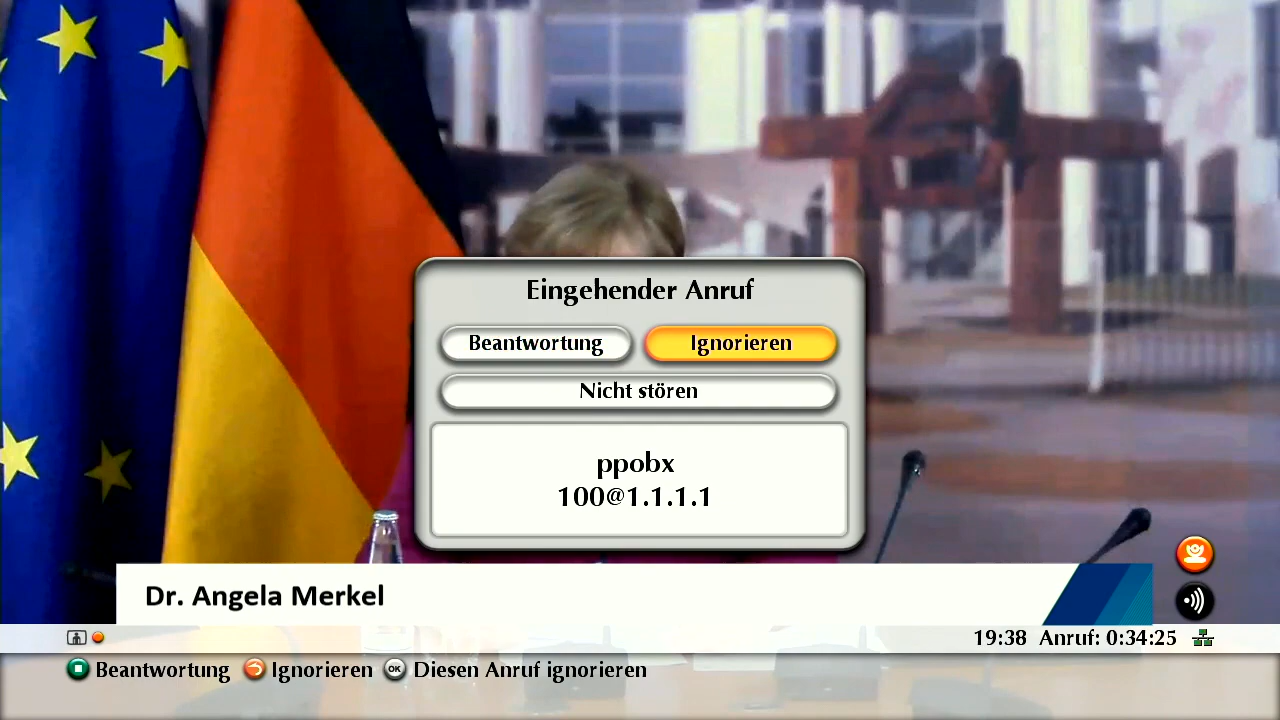 Eingehender Anruf
Beantwortung
Ignorieren
Nicht stören
ppobx
100@1.1.1.1
Dr. Angela Merkel
19:38 Anruf: 0:34:25
Beantwortung Ignorieren OK Diesen Anruf ignorieren